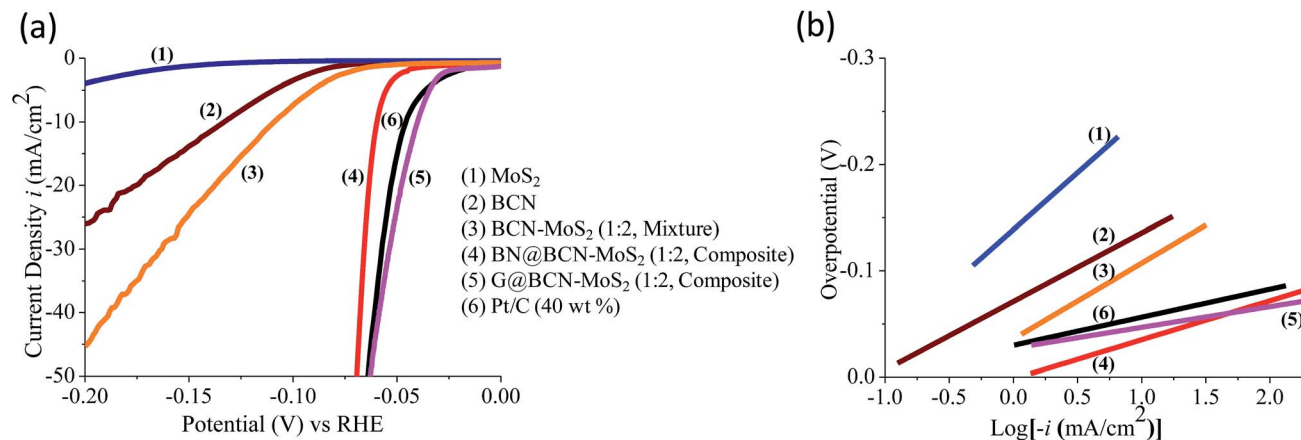 (a)
(1)
(2)
(3)
(4)
(6)
(5)
0
-10
-20
-30
-40
-50
-0.20
-0.15
-0.10
-0.05
0.00
Current Density i (mA/cm²)
Potential (V) vs RHE
(1) MoS₂
(2) BCN
(3) BCN-MoS₂ (1:2, Mixture)
(4) BN@BCN-MoS₂ (1:2, Composite)
(5) G@BCN-MoS₂ (1:2, Composite)
(6) Pt/C (40 wt %)
(b)
-0.3
-0.2
-0.1
0.0
Overpotential (V)
(1)
(2)
(3)
(6)
(5)
(4)
-1.0
-0.5
0.0
0.5
1.0
1.5
2.0
Log[-i (mA/cm²)]